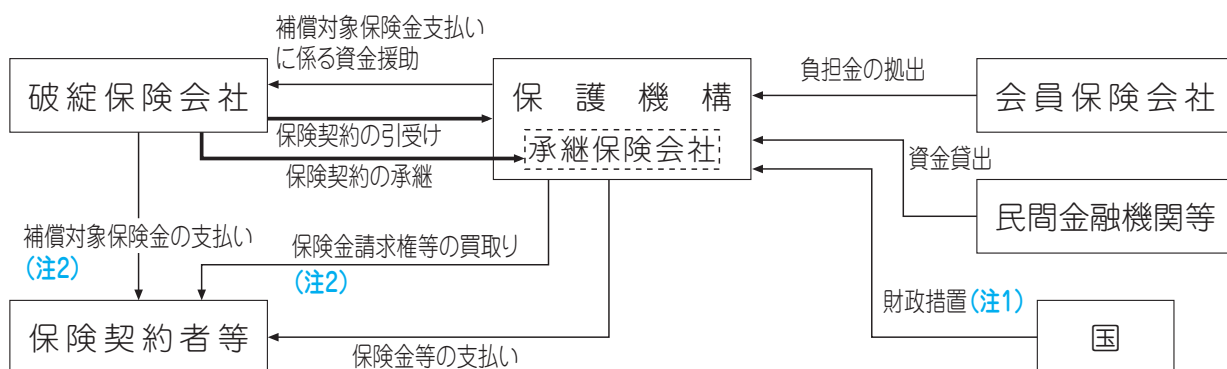 補償対象保険金支払い
に係る資金援助
破綻保険会社
保護機構
負担金の拠出
会員保険会社
保険契約の引受け
承継保険会社
保険契約の承継
資金貸出
民間金融機関等
補償対象保険金の支払い
(注2)
保険金請求権等の買取り
(注2)
財政措置(注1)
保険契約者等
保険金等の支払い
国